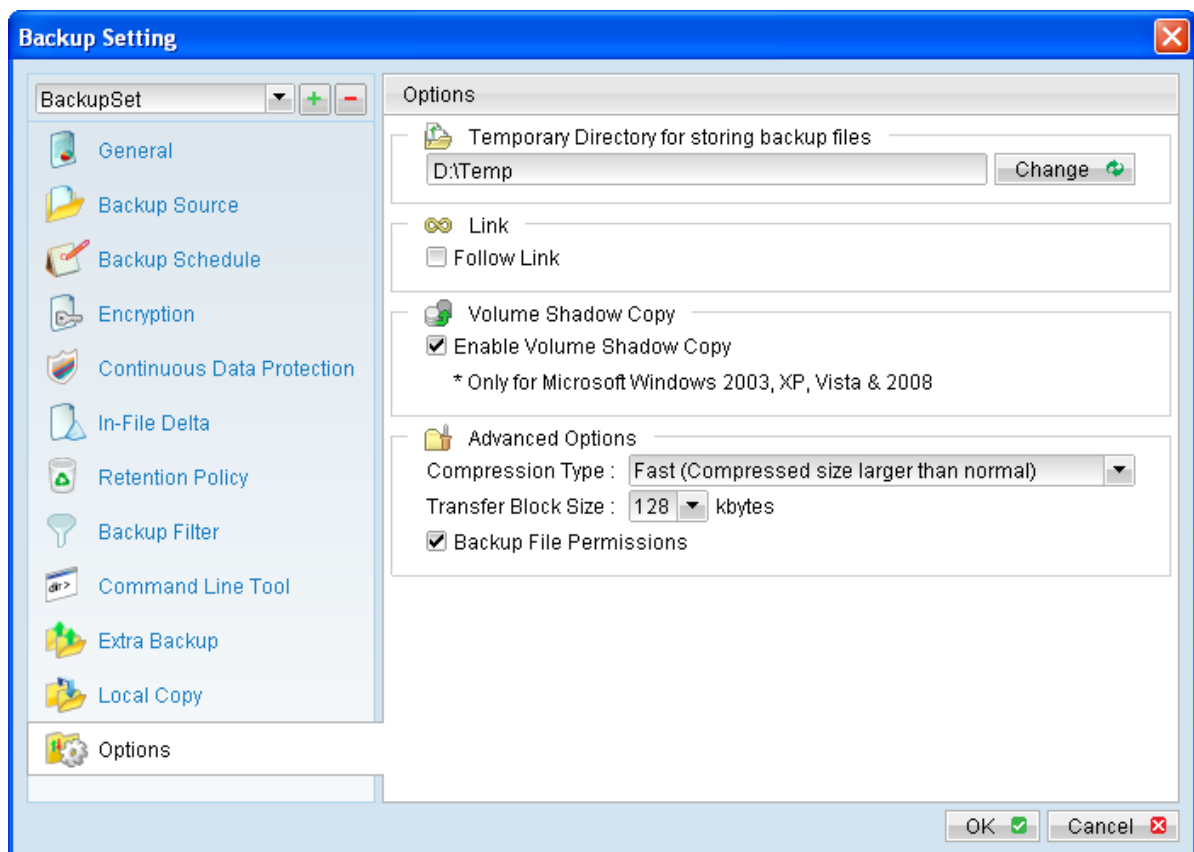 Backup Setting
BackupSet
General
Backup Source
Backup Schedule
Encryption
Continuous Data Protection
In-File Delta
Retention Policy
Backup Filter
dir>
Command Line Tool
Extra Backup
Local Copy
Options
Options
Temporary Directory for storing backup files
D:\Temp
Change
Link
Follow Link
Volume Shadow Copy
Enable Volume Shadow Copy
* Only for Microsoft Windows 2003, XP, Vista & 2008
Advanced Options
Compression Type : Fast (Compressed size larger than normal)
Transfer Block Size : 128 kbytes
Backup File Permissions
OK
Cancel